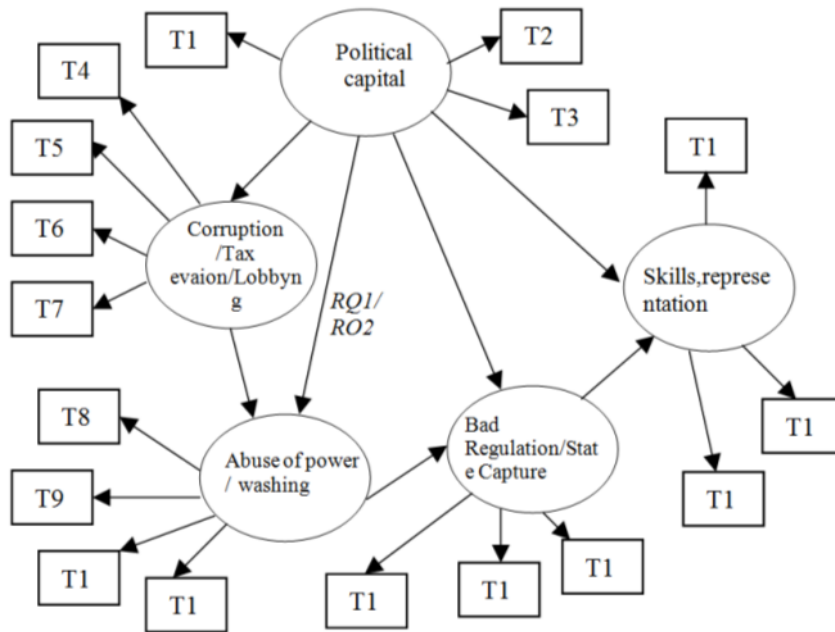 T1
Political
capital
T2
T4
T3
T5
T1
T6
Corruption
/Tax
evaion/Lobbyn
g
T7
Skills,represe
ntation
RQ1/
RO2
T8
Abuse of power
/ washing
Bad
Regulation/Stat
e Capture
T1
T9
T1
T1
T1
T1
T1
T1